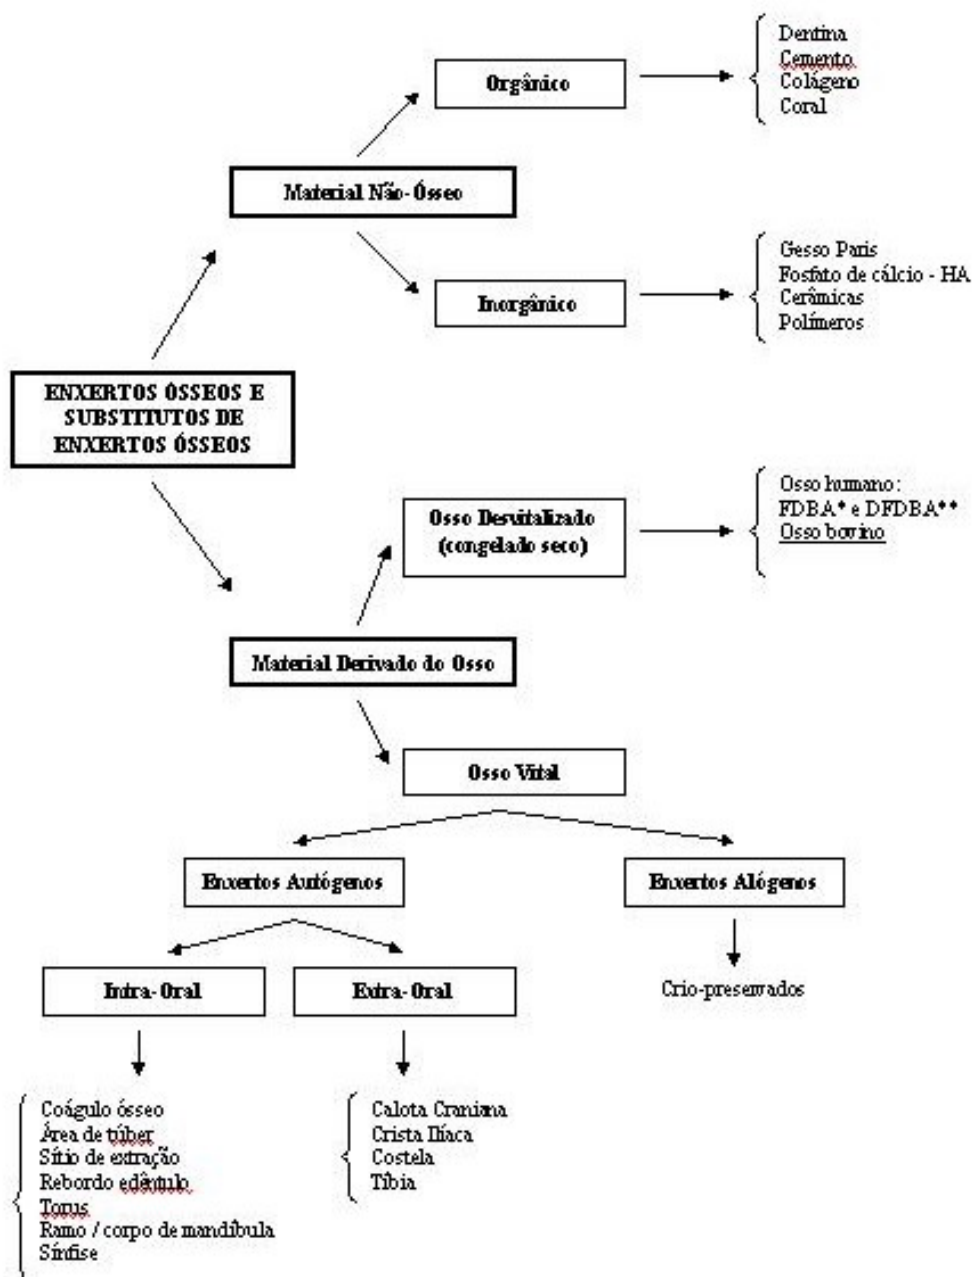 Dentina
Cemento
Colágeno
Coral
Orgânico
Material Não-Ósseo
Gesso Paris
Fosfato de cálcio - HA
Cerâmicas
Polímeros
Inorgânico
ENXERTOS ÓSSEOS E
SUBSTITUTOS DE
ENXERTOS ÓSSEOS
Osso humano:
FDBA* e DFDBA**
Osso bovino
Osso Desvitalizado
(congelado seco)
Material Derivado do Osso
Osso Vital
Enxertos Autógenos
Enxertos Alógenos
Intra-Oral
Extra-Oral
Crio-preservados
Coágulo ósseo
Área de túber
Sítio de extração
Rebordo edêntulo
Torus
Ramo / corpo de mandíbula
Sínfise
Calota Craniana
Crista Ilíaca
Costela
Tíbia